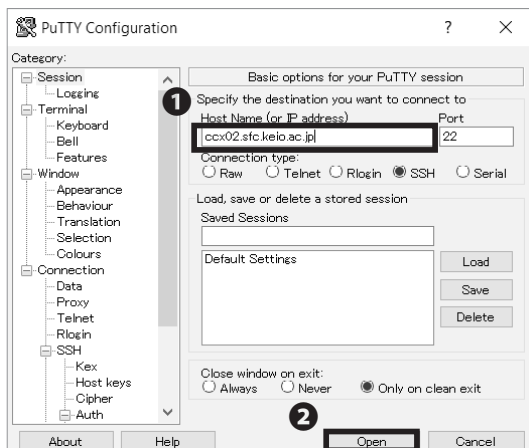 PuTTY Configuration ? ×
Category:
Session
Logging
Terminal
Keyboard
Bell
Features
Window
Appearance
Behaviour
Translation
Selection
Colours
Connection
Data
Proxy
Telnet
Rlogin
SSH
Kex
Host keys
Cipher
Auth
Basic options for your PuTTY session
1
Specify the destination you want to connect to
Host Name (or IP address) Port
ccx02.sfc.keio.ac.jp 22
Connection type:
Raw Telnet Rlogin SSH Serial
Load, save or delete a stored session
Saved Sessions
Default Settings
Load
Save
Delete
Close window on exit:
Always Never Only on clean exit
2
About Help Open Cancel